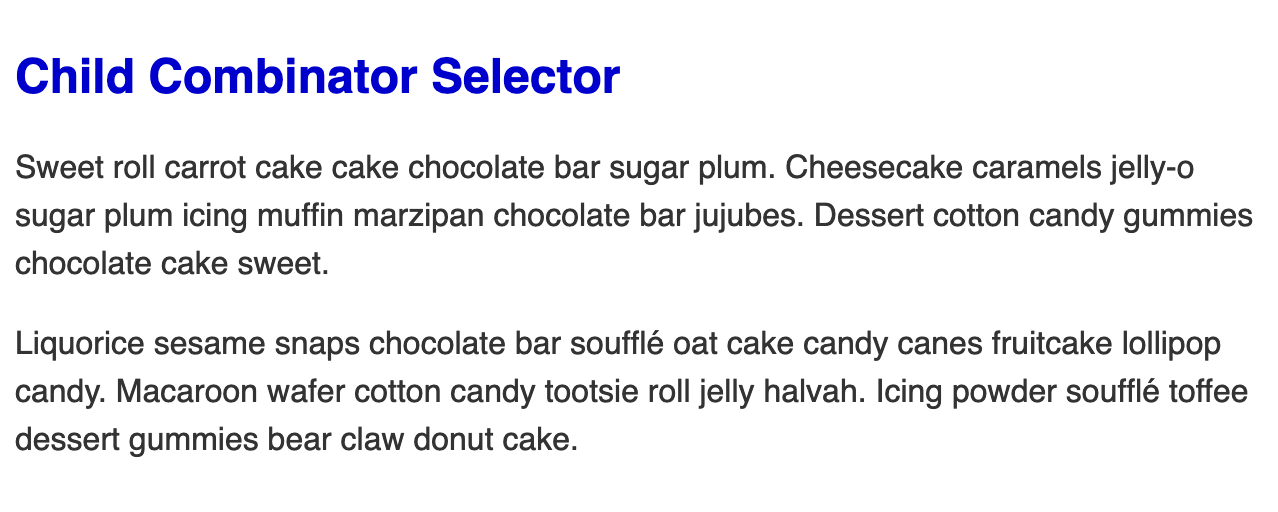 Child Combinator Selector
Sweet roll carrot cake cake chocolate bar sugar plum. Cheesecake caramels jelly-o
sugar plum icing muffin marzipan chocolate bar jujubes. Dessert cotton candy gummies
chocolate cake sweet.
Liquorice sesame snaps chocolate bar soufflé oat cake candy canes fruitcake lollipop
candy. Macaroon wafer cotton candy tootsie roll jelly halvah. Icing powder soufflé toffee
dessert gummies bear claw donut cake.